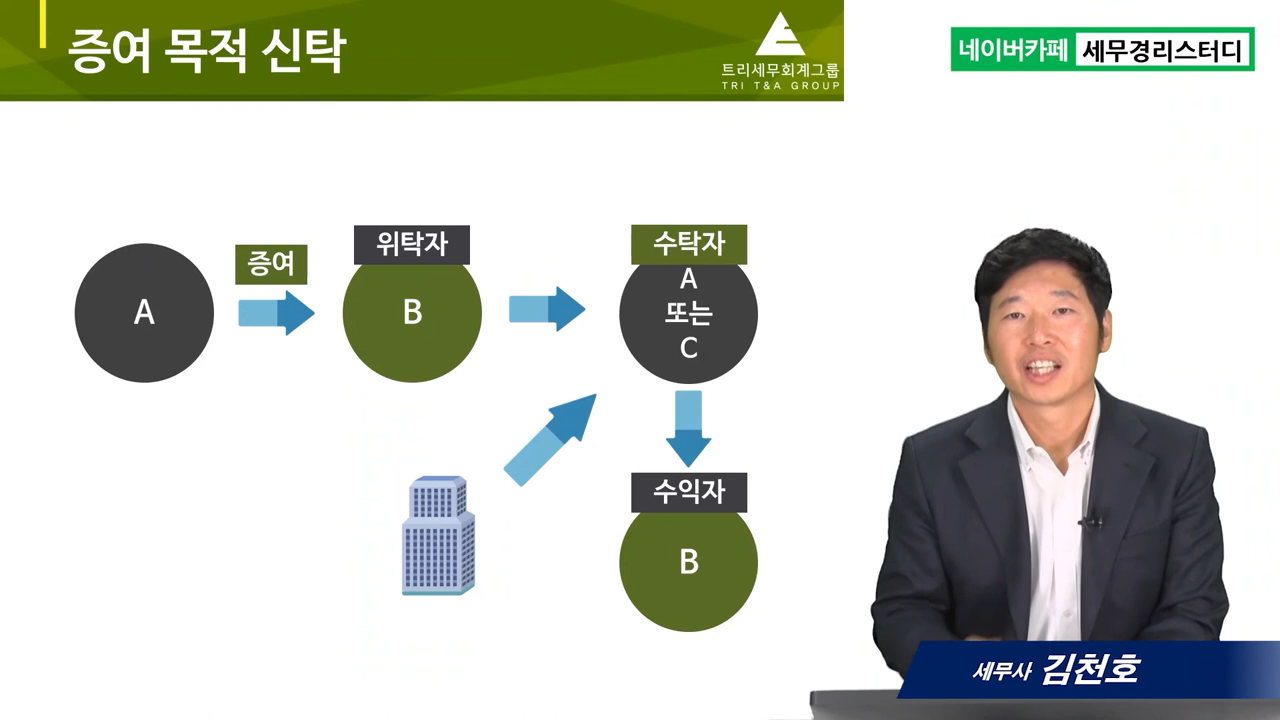 증여 목적 신탁
트리세무회계그룹
TRI T&A GROUP
네이버카페 세무경리스터디
A
증여
위탁자
B
수탁자
A
또는
C
수익자
B
세무사 김천호